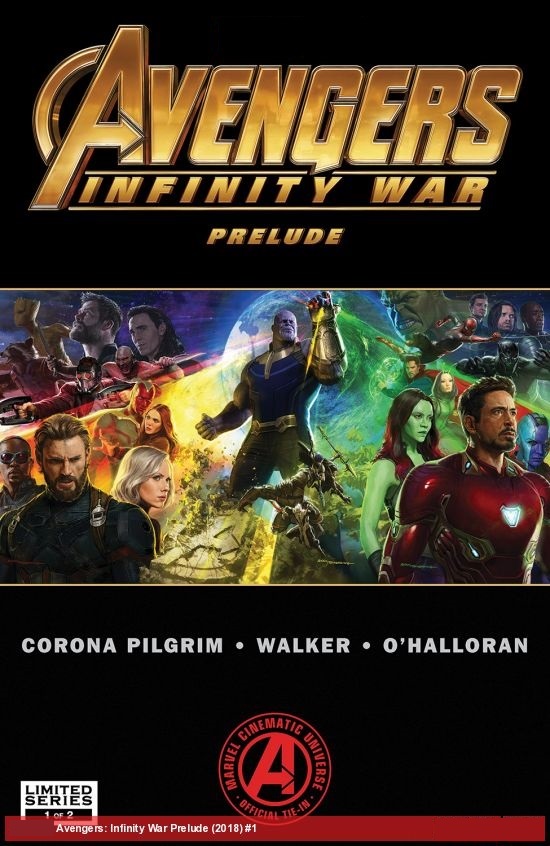 AVENGERS
INFINITY WAR
PRELUDE
CORONA PILGRIM • WALKER • O'HALLORAN
MARVEL CINEMATIC UNIVERSE
• OFFICIAL TIE-IN •
LIMITED
SERIES
1 OF 2
Avengers: Infinity War Prelude (2018) #1